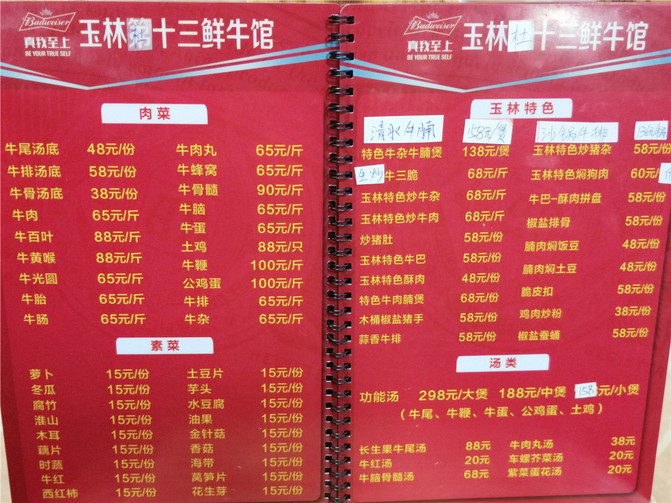 Budweiser
真我至上
BE YOUR TRUE SELF
玉林
十三鲜牛馆
肉菜
牛尾汤底 48元/份
牛排汤底 58元/份
牛骨汤底 38元/份
牛肉 65元/斤
牛百叶 88元/斤
牛黄喉 88元/斤
牛光圆 65元/斤
牛胎 65元/斤
牛肠 65元/斤
牛肉丸 65元/斤
牛蜂窝 65元/斤
牛骨髓 90元/斤
牛脑 65元/斤
牛蛋 65元/斤
土鸡 88元/只
牛鞭 100元/斤
公鸡蛋 100元/斤
牛排 65元/斤
牛杂 65元/斤
素菜
萝卜 15元/份
冬瓜 15元/份
腐竹 15元/份
淮山 15元/份
木耳 15元/份
藕片 15元/份
时蔬 15元/份
牛红 15元/份
西红柿 15元/份
土豆片 15元/份
芋头 15元/份
水豆腐 15元/份
油果 15元/份
金针菇 15元/份
香菇 15元/份
海带 15元/份
莴笋片 15元/份
花生芽 15元/份
Budweiser
真我至上
BE YOUR TRUE SELF
玉林杜十三鲜牛馆
玉林特色
清水牛腩 158元/煲
特色牛杂牛腩煲 138元/煲
生炒牛三脆 68元/斤
玉林特色炒牛杂 68元/斤
玉林特色炒牛肉 68元/斤
炒猪肚 58元/份
玉林特色牛巴 58元/份
玉林特色酥肉 48元/份
特色牛肉腩煲 68元/份
木桶椒盐猪手 58元/份
蒜香牛排 58元/份
沙锅牛排
玉林特色炒猪杂 58元/份
玉林特色焖狗肉 60元/
牛巴-酥肉拼盘 58元/份
椒盐排骨 58元/份
腩肉焖饭豆 48元/份
腩肉焖土豆 48元/份
脆皮扣 58元/份
鸡肉炒粉 38元/份
椒盐蚕蛹 58元/份
汤类
功能汤 298元/大煲 188元/中煲 158元/小煲
（牛尾、牛鞭、牛蛋、公鸡蛋、土鸡）
长生果牛尾汤 88元
牛红汤 20元
牛脑骨髓汤 68元
牛肉丸汤 38元
车螺芥菜汤 20元
紫菜蛋花汤 20元